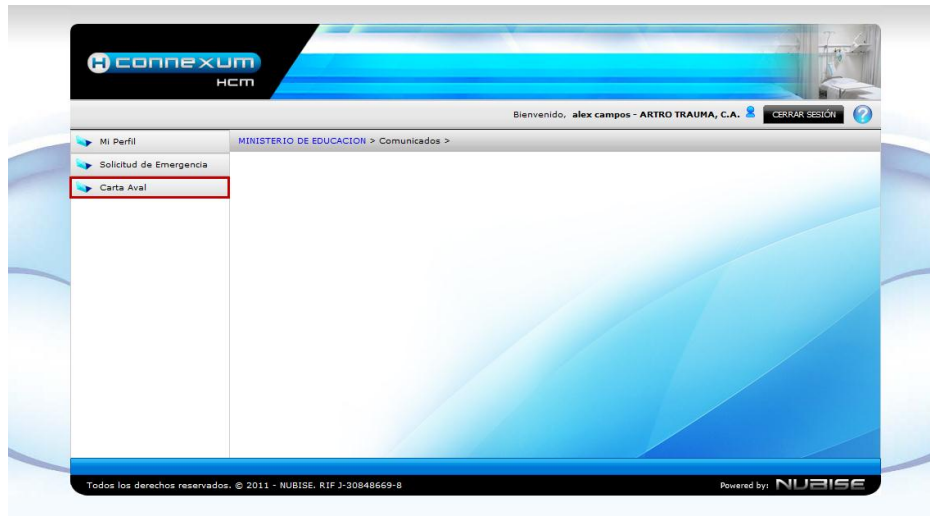 H connexum
HCM
Bienvenido, alex campos - ARTRO TRAUMA, C.A. CERRAR SESIÓN ?
Mi Perfil
MINISTERIO DE EDUCACION > Comunicados >
Solicitud de Emergencia
Carta Aval
Todos los derechos reservados. © 2011 - NUBISE. RIF J-30848669-8
Powered by: NUBISE